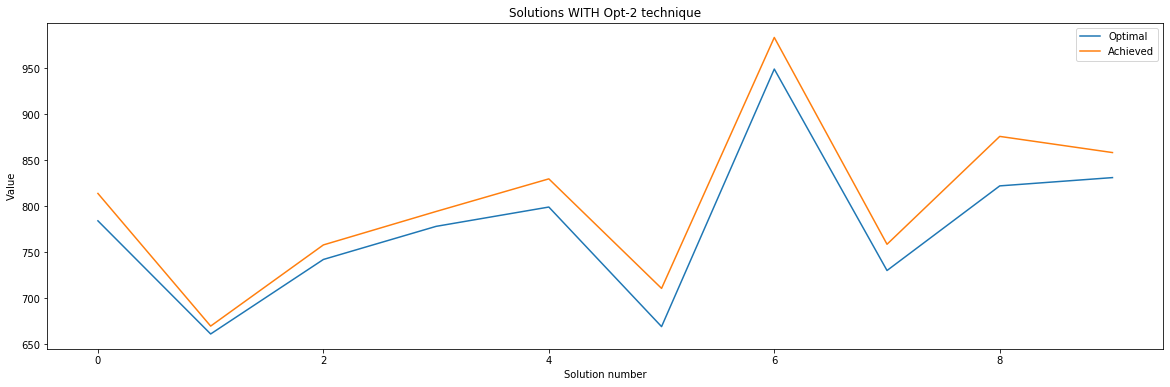 Solutions WITH Opt-2 technique
Optimal
Achieved
950
900
850
800
750
700
650
Value
0 2 4 6 8
Solution number